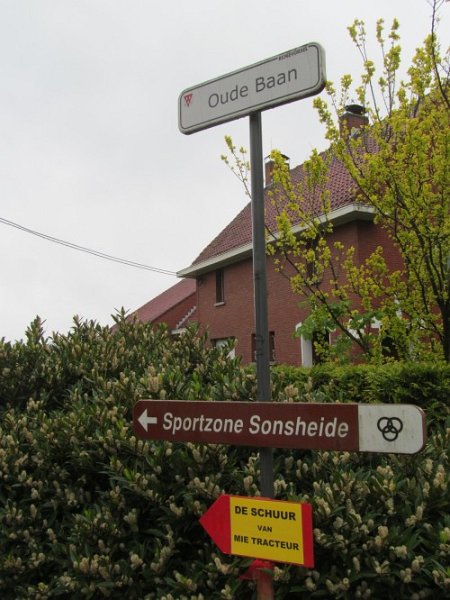 Oude Baan
Sportzone Sonsheide
DE SCHUUR
VAN
MIE TRACTEUR